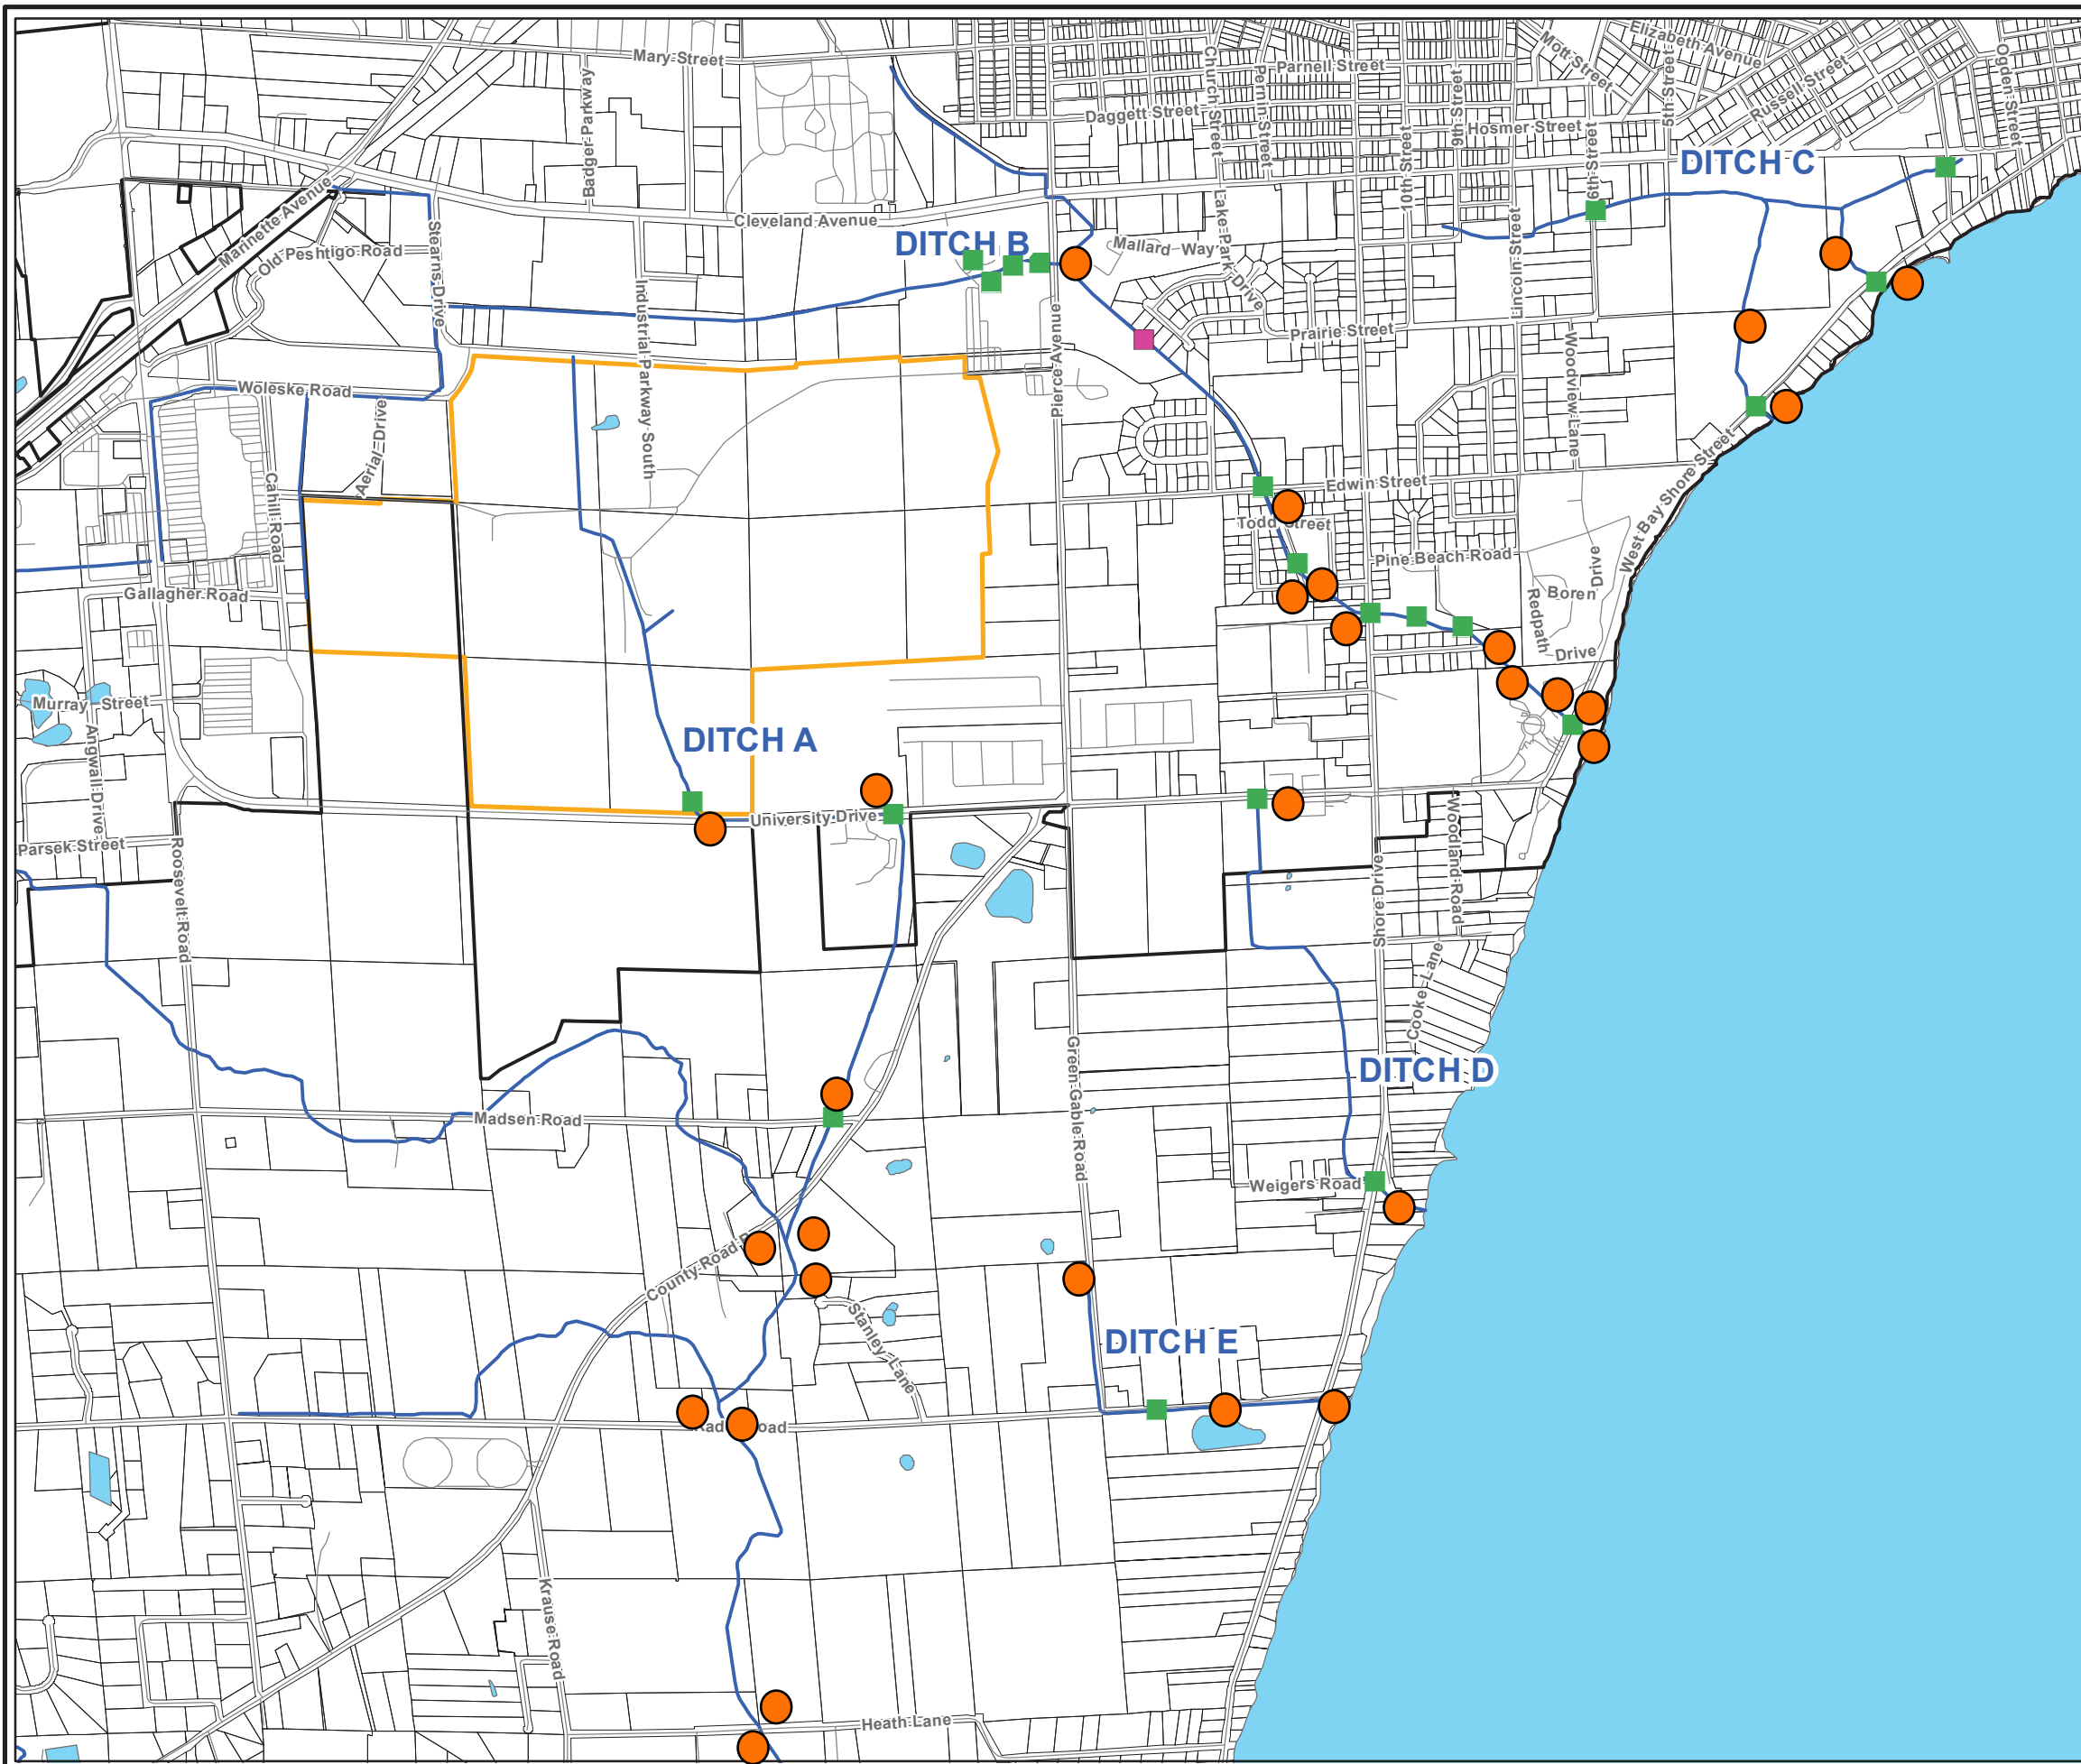 Mary Street
Badger Parkway
Church Street
Pernin Street
Parnell Street
Daggett Street
10th Street
9th Street
Hosmer Street
Mott Street
Elizabeth Avenue
5th Street
Russell Street
Ogden Street
6th Street
DITCH C
Marinette Avenue
Old Peshtigo Road
Stearns Drive
Cleveland Avenue
DITCH B
Mallard Way
Lake Park Drive
Lincoln Street
Industrial Parkway South
Pierce Avenue
Prairie Street
Woodview Lane
Woleske Road
Aerial Drive
Cahill Road
Edwin Street
West Bay Shore Street
Todd Street
Pine Beach Road
Gallagher Road
Boren
Drive
Redpath
Drive
Murray Street
Angwall Drive
DITCH A
University Drive
Parsek Street
Roosevelt Road
Shore Drive
Woodland Road
Cooke Lane
Green Gable Road
DITCH D
Madsen Road
Weigers Road
County Road B
Stanley Lane
DITCH E
Krause Road
Heath Lane